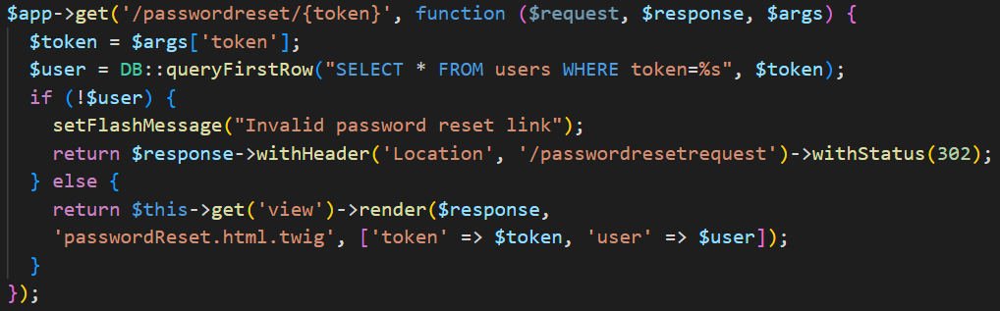 $app->get('/passwordreset/{token}', function ($request, $response, $args) {
  $token = $args['token'];
  $user = DB::queryFirstRow("SELECT * FROM users WHERE token=%s", $token);
  if (!$user) {
    setFlashMessage("Invalid password reset link");
    return $response->withHeader('Location', '/passwordresetrequest')->withStatus(302);
  } else {
    return $this->get('view')->render($response,
    'passwordReset.html.twig', ['token' => $token, 'user' => $user]);
  }
});